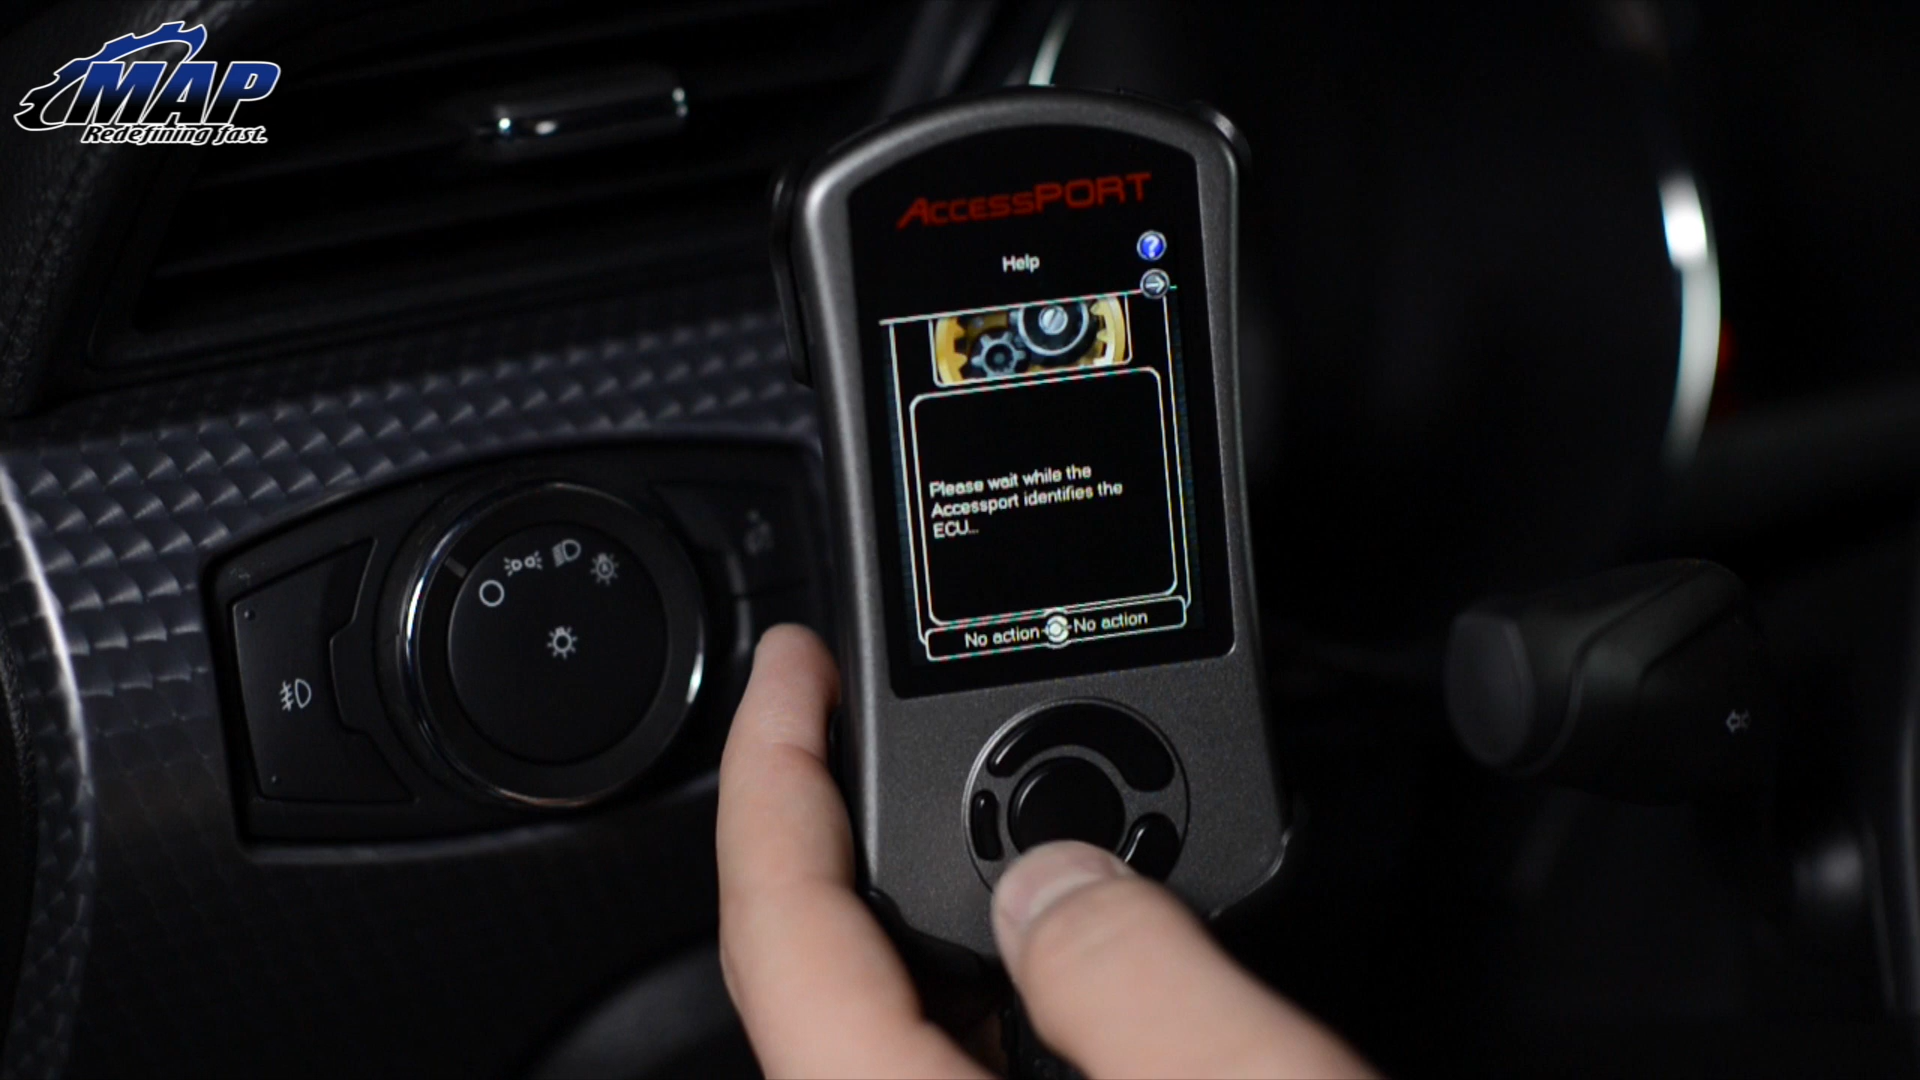 MAP
Redefining fast.
AccessPORT
?
Help
Please wait while the
Accessport identifies the
ECU...
No action No action